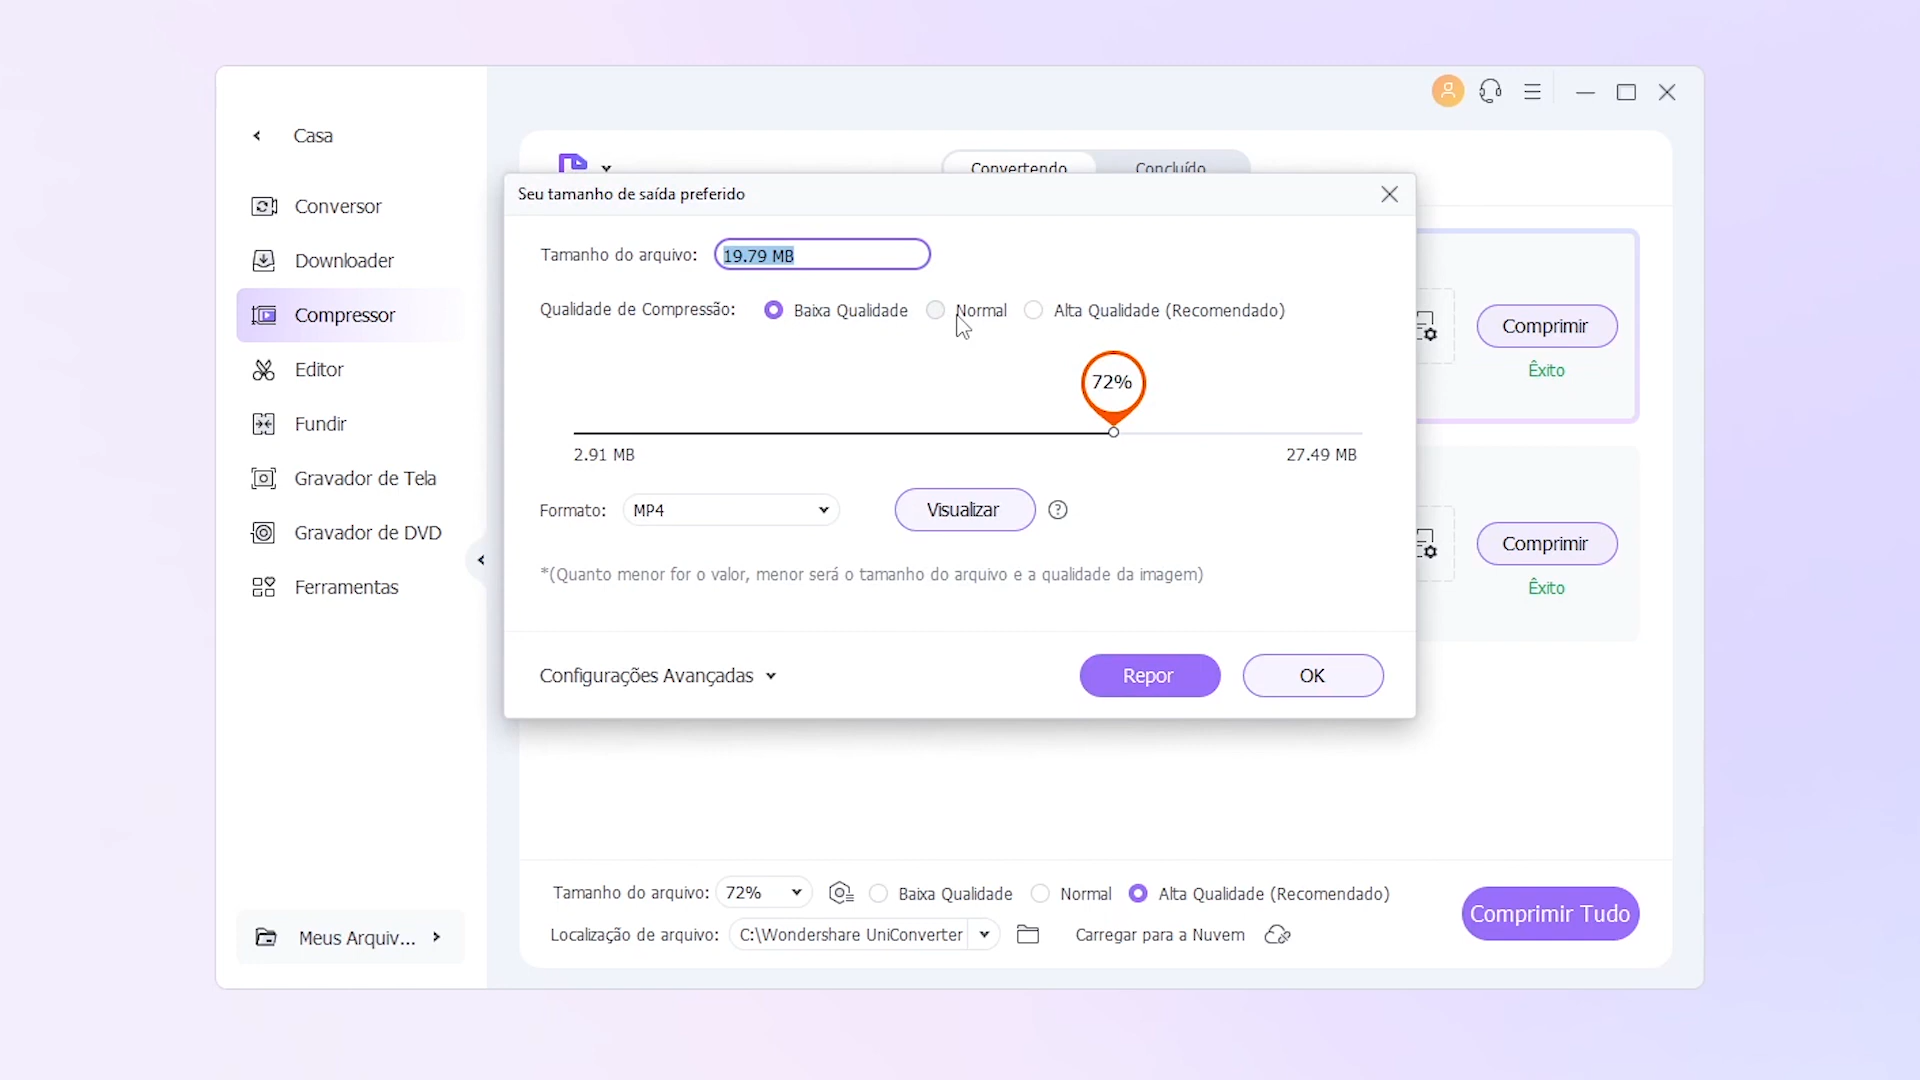 Casa
Conversor
Downloader
Compressor
Editor
Fundir
Gravador de Tela
Gravador de DVD
Ferramentas
Meus Arquiv...
Convertendo Concluído
Seu tamanho de saída preferido
Tamanho do arquivo: 19.79 MB
Qualidade de Compressão: Baixa Qualidade Normal Alta Qualidade (Recomendado)
72%
2.91 MB 27.49 MB
Formato: MP4 Visualizar ?
*(Quanto menor for o valor, menor será o tamanho do arquivo e a qualidade da imagem)
Configurações Avançadas Repor OK
Comprimir
Êxito
Comprimir
Êxito
Tamanho do arquivo: 72% Baixa Qualidade Normal Alta Qualidade (Recomendado)
Localização de arquivo: C:\Wondershare UniConverter Carregar para a Nuvem
Comprimir Tudo